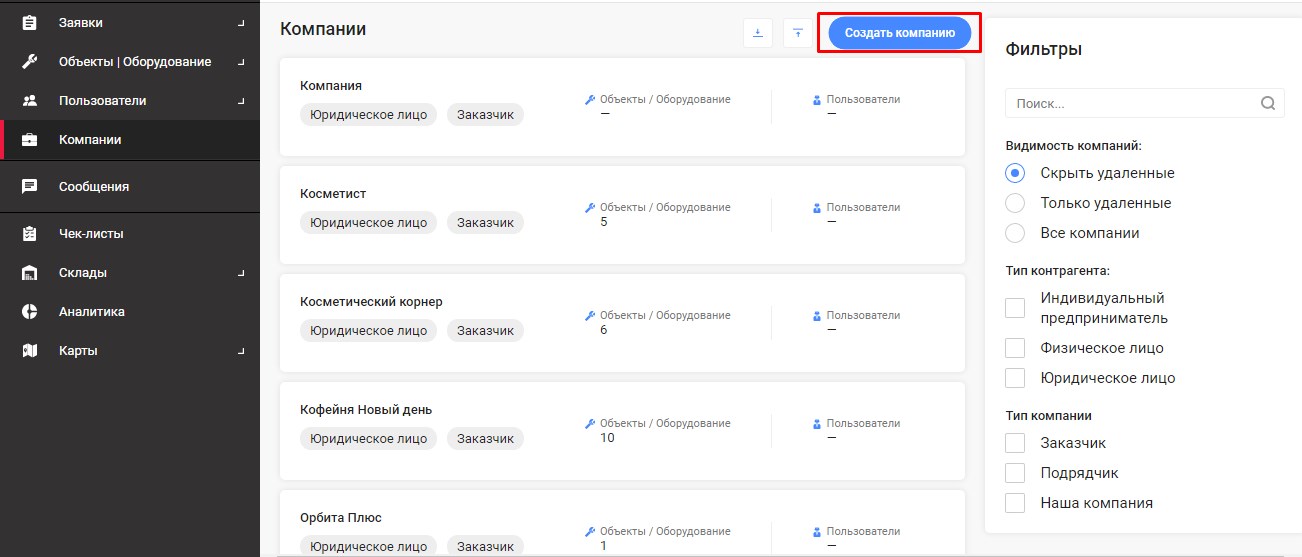 Заявки
Объекты | Оборудование
Пользователи
Компании
Сообщения
Чек-листы
Склады
Аналитика
Карты
Компании
Создать компанию
Компания
Юридическое лицо Заказчик
Объекты / Оборудование
—
Пользователи
—
Косметист
Юридическое лицо Заказчик
Объекты / Оборудование
5
Пользователи
—
Косметический корнер
Юридическое лицо Заказчик
Объекты / Оборудование
6
Пользователи
—
Кофейня Новый день
Юридическое лицо Заказчик
Объекты / Оборудование
10
Пользователи
—
Орбита Плюс
Юридическое лицо Заказчик
Объекты / Оборудование
1
Пользователи
—
Фильтры
Поиск...
Видимость компаний:
Скрыть удаленные
Только удаленные
Все компании
Тип контрагента:
Индивидуальный
предприниматель
Физическое лицо
Юридическое лицо
Тип компании
Заказчик
Подрядчик
Наша компания